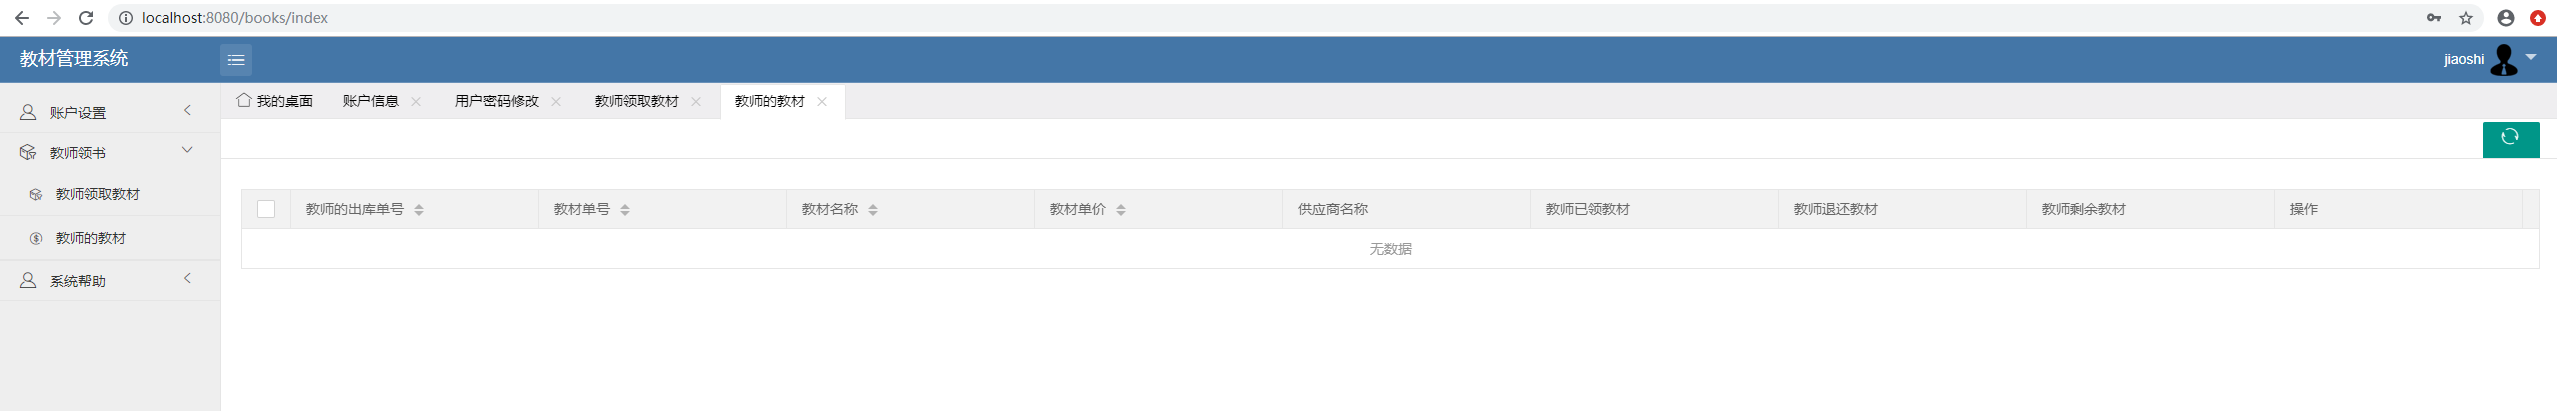 localhost:8080/books/index
教材管理系统
jiaoshi
账户设置
教师领书
教师领取教材
教师的教材
系统帮助
我的桌面 账户信息 用户密码修改 教师领取教材 教师的教材
教师的出库单号 教材单号 教材名称 教材单价 供应商名称 教师已领教材 教师退还教材 教师剩余教材 操作
无数据